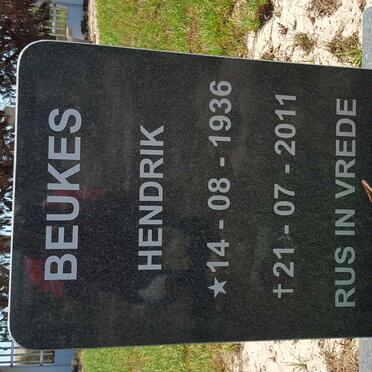 BEUKES
HENDRIK
★14 - 08 - 1936
†21 - 07 - 2011
RUS IN VREDE